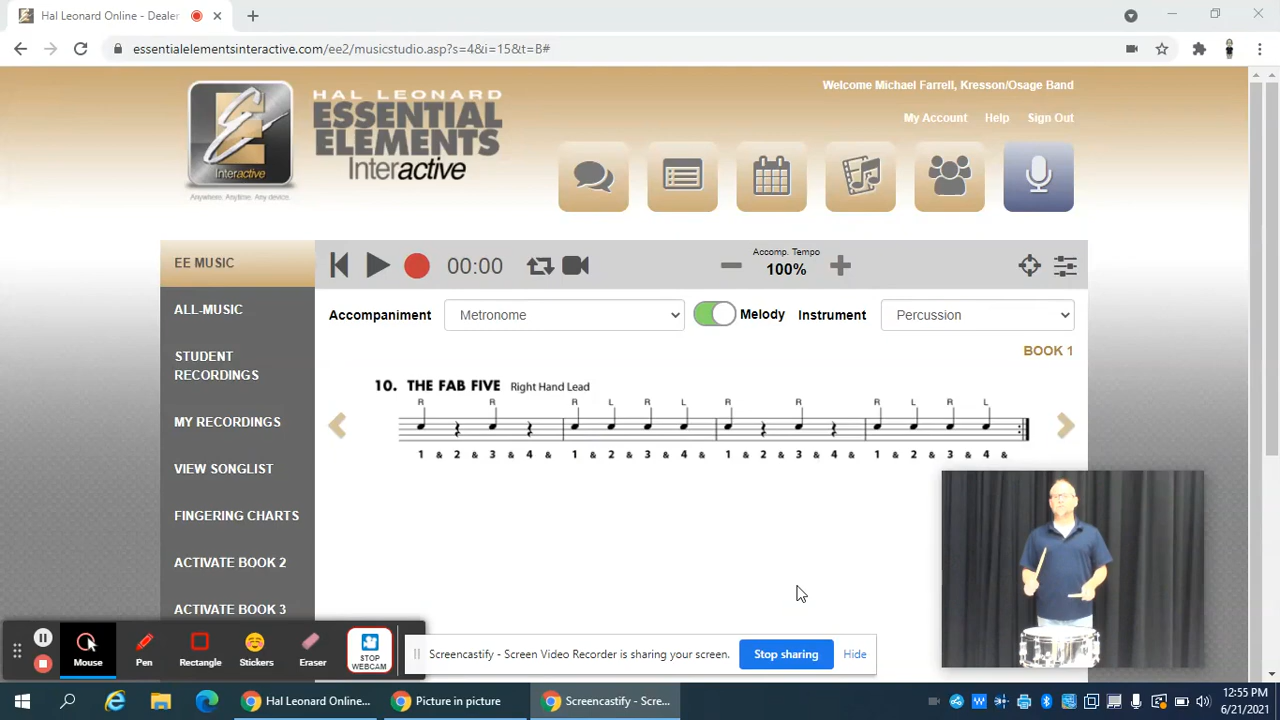 Hal Leonard Online - Dealer
essentialelementsinteractive.com/ee2/musicstudio.asp?s=4&i=15&t=B#
Welcome Michael Farrell, Kresson/Osage Band
My Account Help Sign Out
HAL LEONARD
ESSENTIAL
ELEMENTS
Interactive
E
Interactive
Anywhere. Anytime. Any device.
EE MUSIC
ALL-MUSIC
STUDENT
RECORDINGS
MY RECORDINGS
VIEW SONGLIST
FINGERING CHARTS
ACTIVATE BOOK 2
ACTIVATE BOOK 3
00:00
Accomp. Tempo
100%
Accompaniment Metronome Melody Instrument Percussion
BOOK 1
10. THE FAB FIVE Right Hand Lead
R R R L R L R R R L R L
1 & 2 & 3 & 4 & 1 & 2 & 3 & 4 & 1 & 2 & 3 & 4 & 1 & 2 & 3 & 4 &
Mouse Pen Rectangle Stickers Eraser STOP
WEBCAM
Screencastify - Screen Video Recorder is sharing your screen. Stop sharing Hide
Hal Leonard Online... Picture in picture Screencastify - Scre...
12:55 PM
6/21/2021